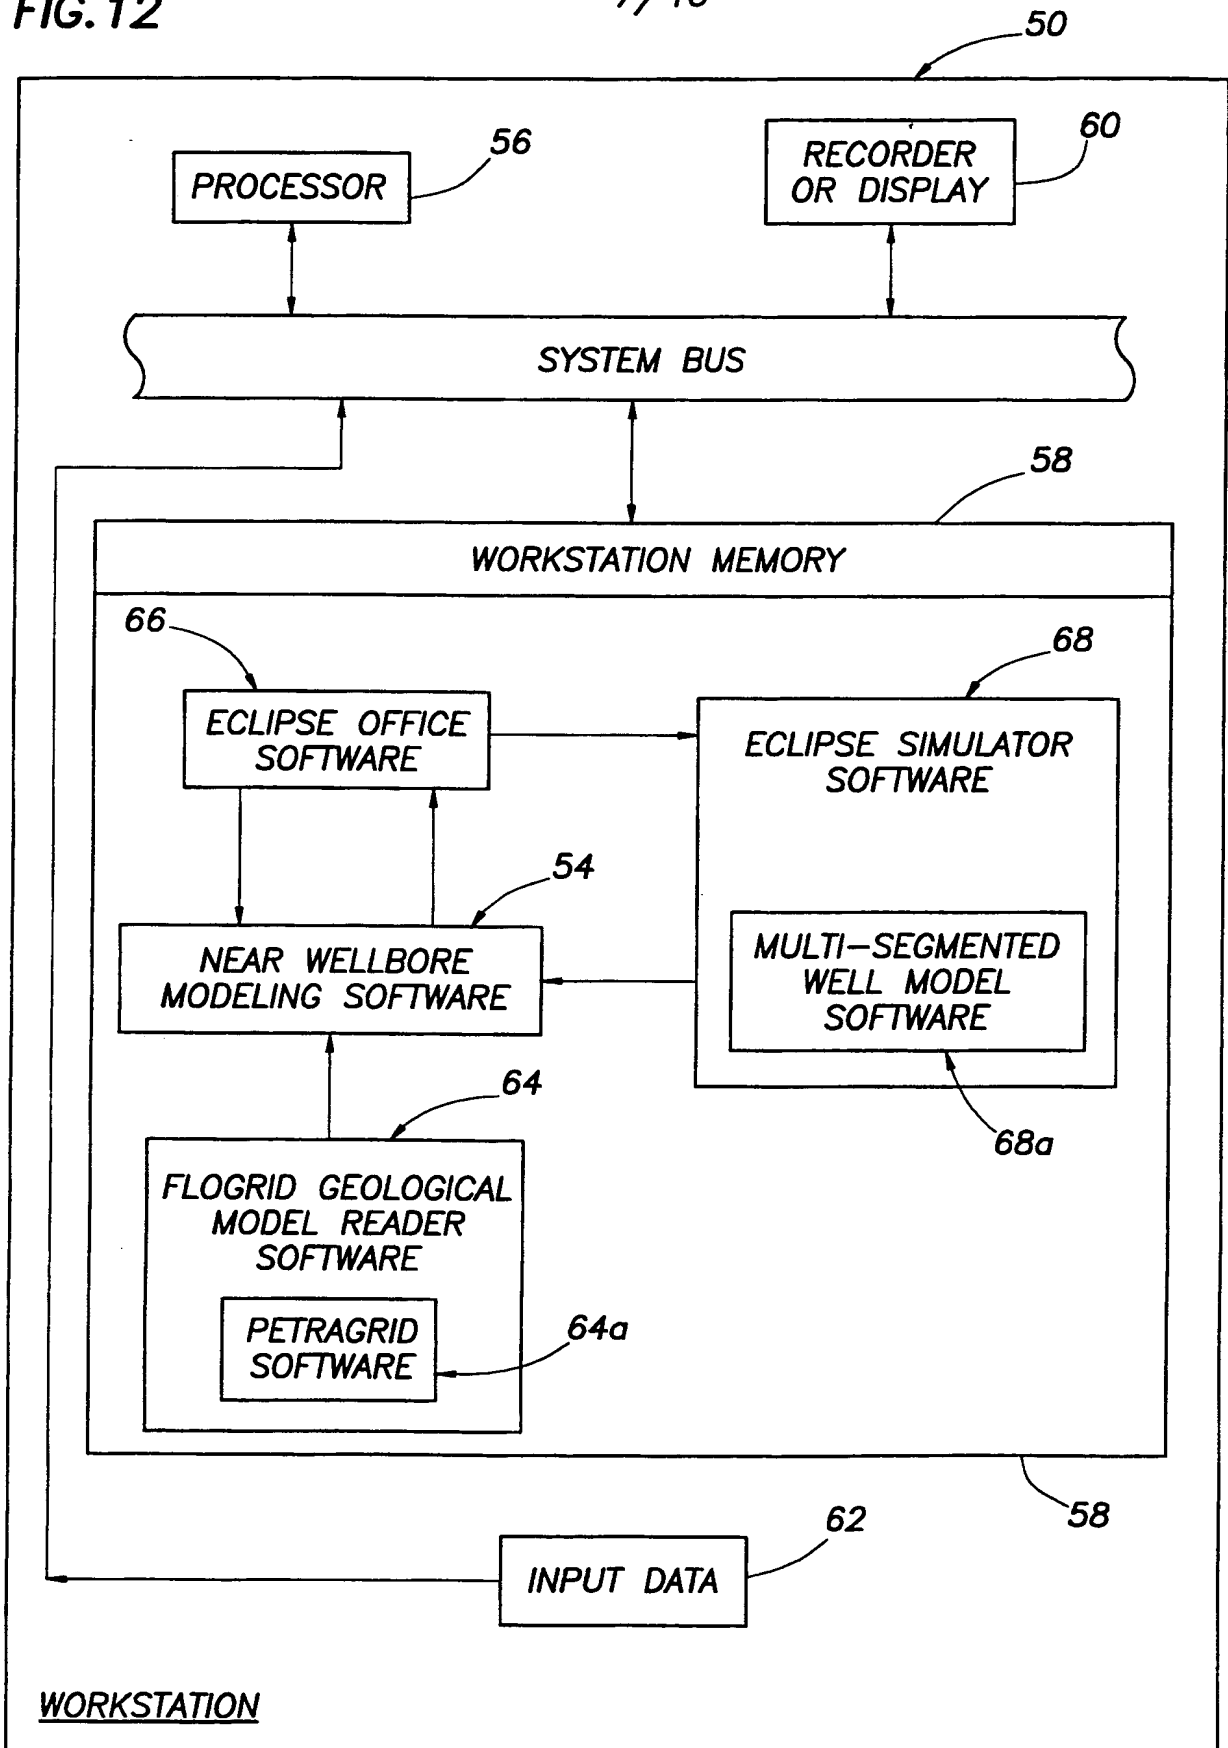 FIG. 12
50
56
PROCESSOR
60
RECORDER
OR DISPLAY
SYSTEM BUS
58
WORKSTATION MEMORY
66
ECLIPSE OFFICE
SOFTWARE
68
ECLIPSE SIMULATOR
SOFTWARE
54
NEAR WELLBORE
MODELING SOFTWARE
MULTI-SEGMENTED
WELL MODEL
SOFTWARE
68a
64
FLOGRID GEOLOGICAL
MODEL READER
SOFTWARE
PETRAGRID
SOFTWARE
64a
58
62
INPUT DATA
WORKSTATION